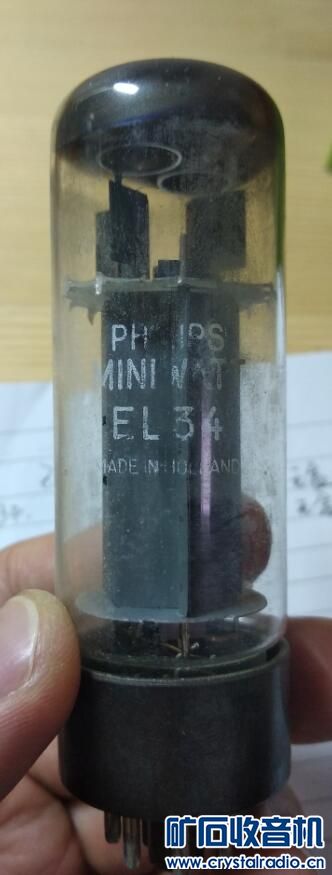 PHILIPS
MINIWATT
EL34
MADE IN HOLLAND
矿石收音机
www.crystalradio.cn